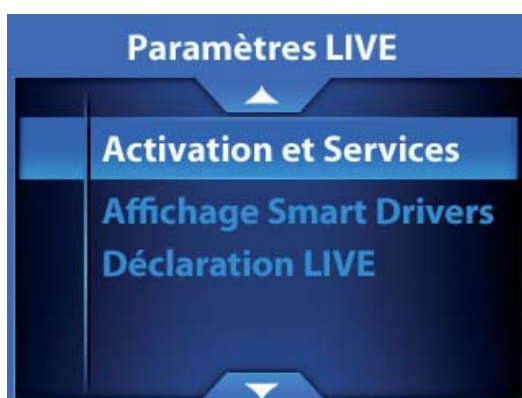 Paramètres LIVE
Activation et Services
Affichage Smart Drivers
Déclaration LIVE